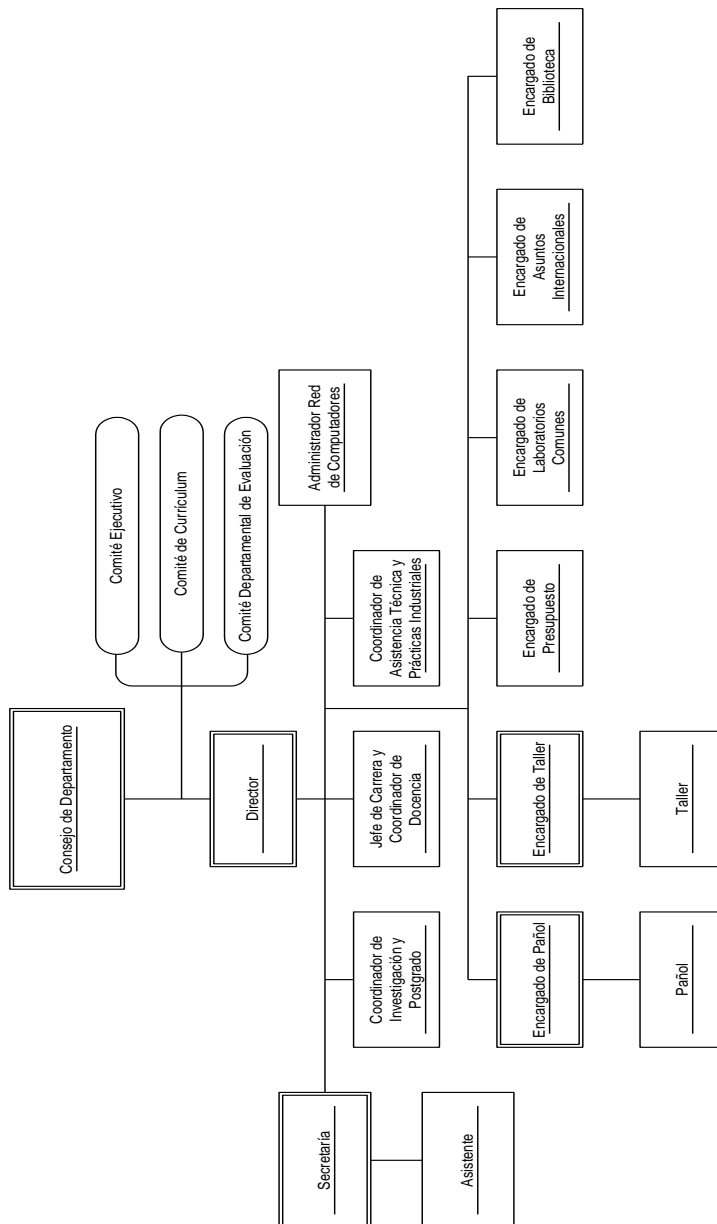 Consejo de Departamento
Comité Ejecutivo
Comité de Currículum
Comité Departamental de Evaluación
Director
Secretaría
Administrador Red
de Computadores
Asistente
Coordinador de
Investigación y
Postgrado
Jefe de Carrera y
Coordinador de
Docencia
Coordinador de
Asistencia Técnica y
Prácticas Industriales
Encargado de Pañol
Encargado de Taller
Encargado de
Presupuesto
Encargado de
Laboratorios
Comunes
Encargado de
Asuntos
Internacionales
Encargado de
Biblioteca
Pañol
Taller